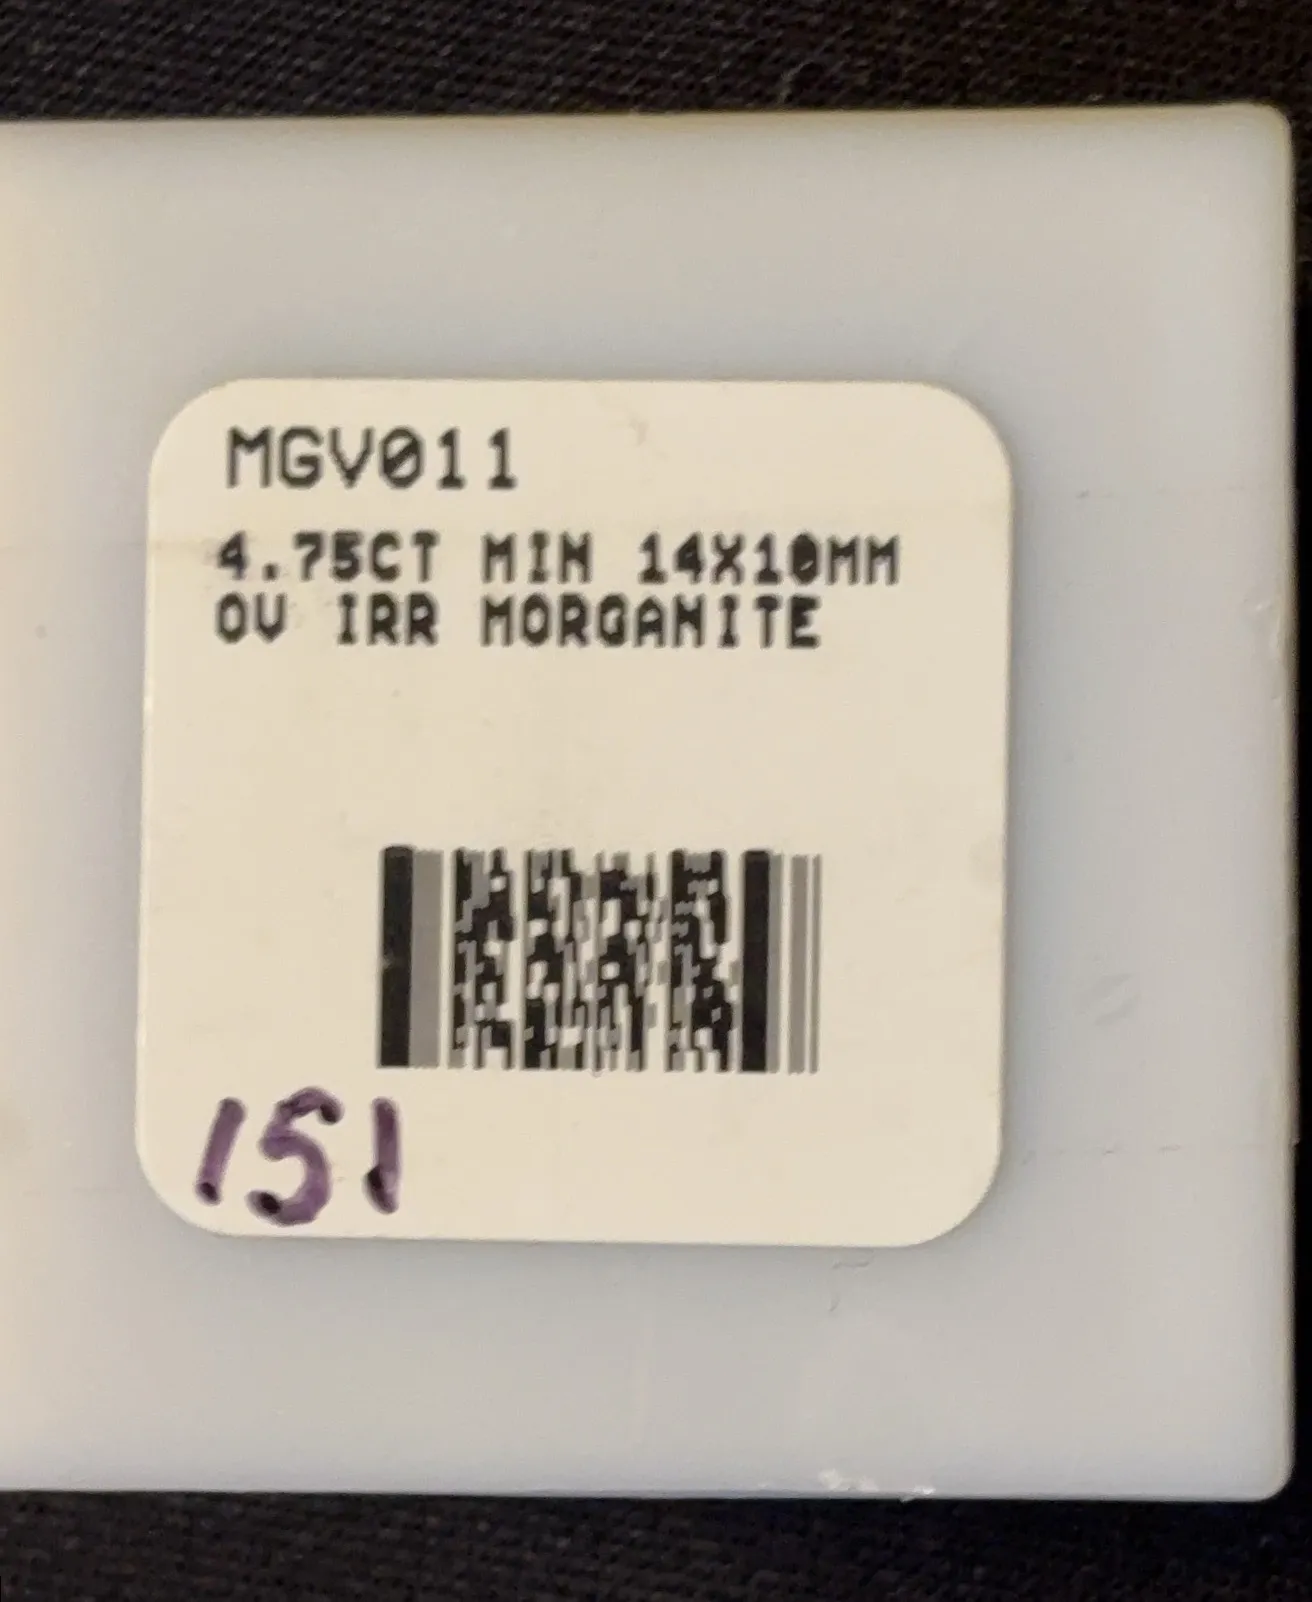 MGV011
4.75CT MIN 14X10MM
OV IRR MORGANITE
151